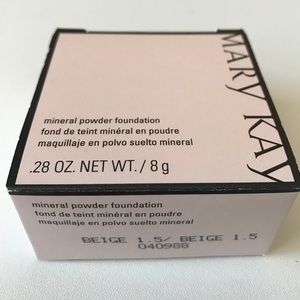 MARY KAY
mineral powder foundation
fond de teint minéral en poudre
maquillaje en polvo suelto mineral
.28 OZ. NET WT./ 8 g
mineral powder foundation
fond de teint minéral en poudre
maquillaje en polvo suelto mineral
BEIGE 1.5/ BEIGE 1.5
040988